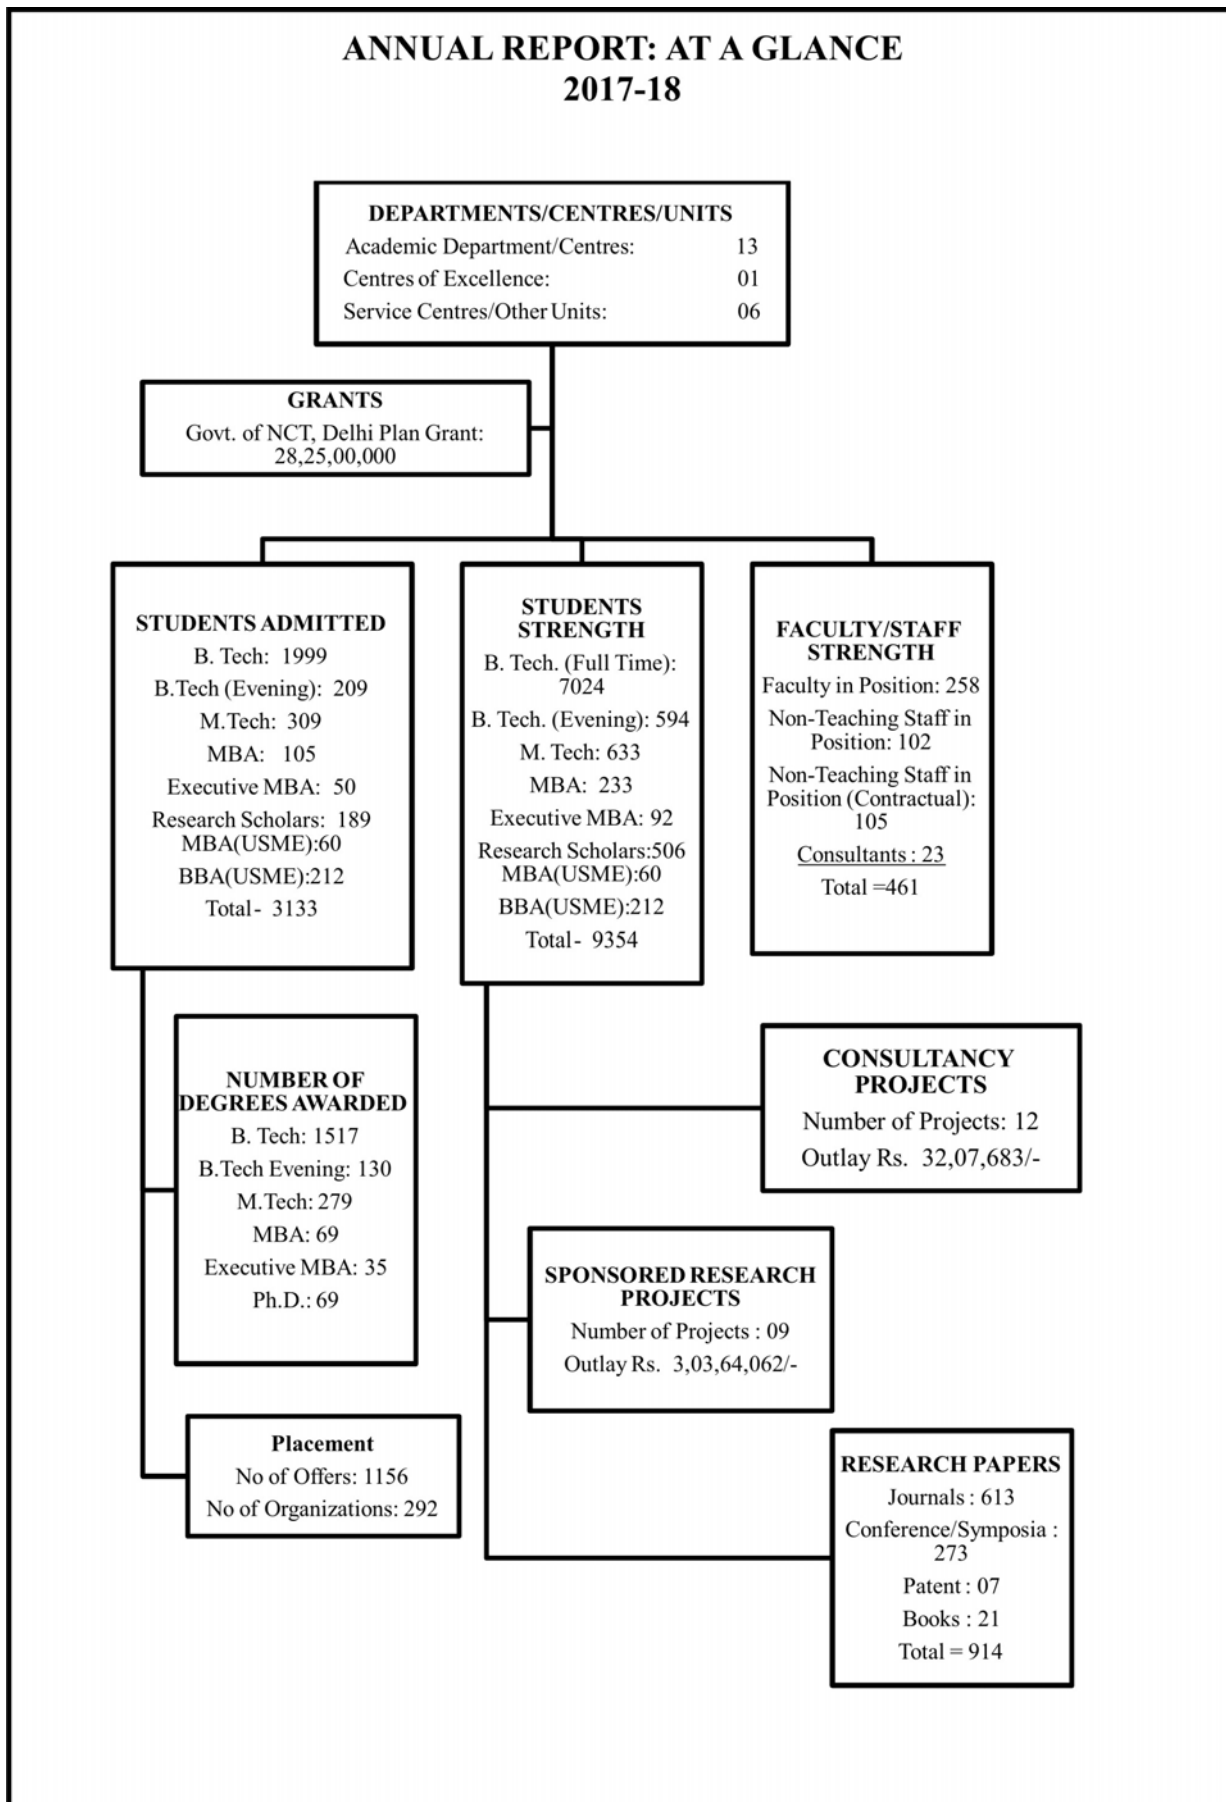 ANNUAL REPORT: AT A GLANCE
2017-18
DEPARTMENTS/CENTRES/UNITS
Academic Department/Centres: 13
Centres of Excellence: 01
Service Centres/Other Units: 06
GRANTS
Govt. of NCT, Delhi Plan Grant:
28,25,00,000
STUDENTS ADMITTED
B. Tech: 1999
B.Tech (Evening): 209
M.Tech: 309
MBA: 105
Executive MBA: 50
Research Scholars: 189
MBA(USME):60
BBA(USME):212
Total- 3133
STUDENTS
STRENGTH
B. Tech. (Full Time):
7024
B. Tech. (Evening): 594
M. Tech: 633
MBA: 233
Executive MBA: 92
Research Scholars:506
MBA(USME):60
BBA(USME):212
Total- 9354
FACULTY/STAFF
STRENGTH
Faculty in Position: 258
Non-Teaching Staff in
Position: 102
Non-Teaching Staff in
Position (Contractual):
105
Consultants : 23
Total =461
NUMBER OF
DEGREES AWARDED
B. Tech: 1517
B.Tech Evening: 130
M.Tech: 279
MBA: 69
Executive MBA: 35
Ph.D.: 69
CONSULTANCY
PROJECTS
Number of Projects: 12
Outlay Rs. 32,07,683/-
SPONSORED RESEARCH
PROJECTS
Number of Projects : 09
Outlay Rs. 3,03,64,062/-
Placement
No of Offers: 1156
No of Organizations: 292
RESEARCH PAPERS
Journals : 613
Conference/Symposia :
273
Patent : 07
Books : 21
Total = 914